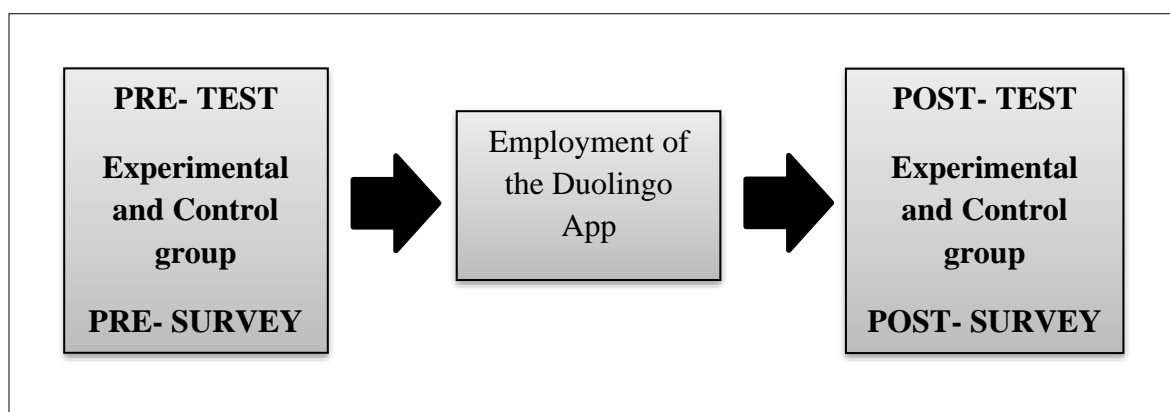 PRE- TEST
Experimental
and Control
group
PRE- SURVEY
Employment of
the Duolingo
App
POST- TEST
Experimental
and Control
group
POST- SURVEY